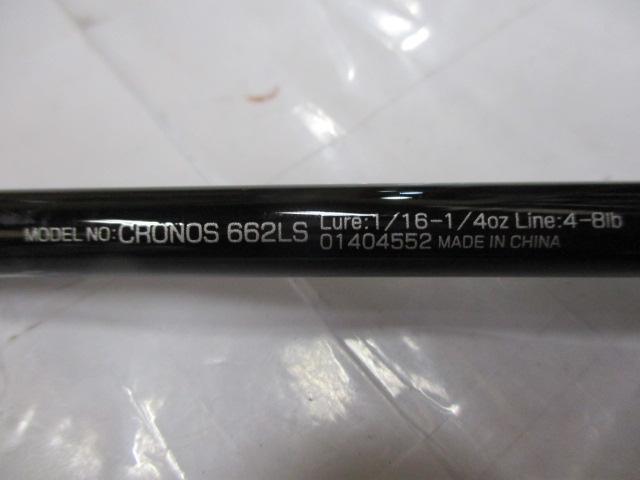 MODEL NO: CRONOS 662LS Lure:1/16-1/4oz Line:4-8lb
01404552 MADE IN CHINA